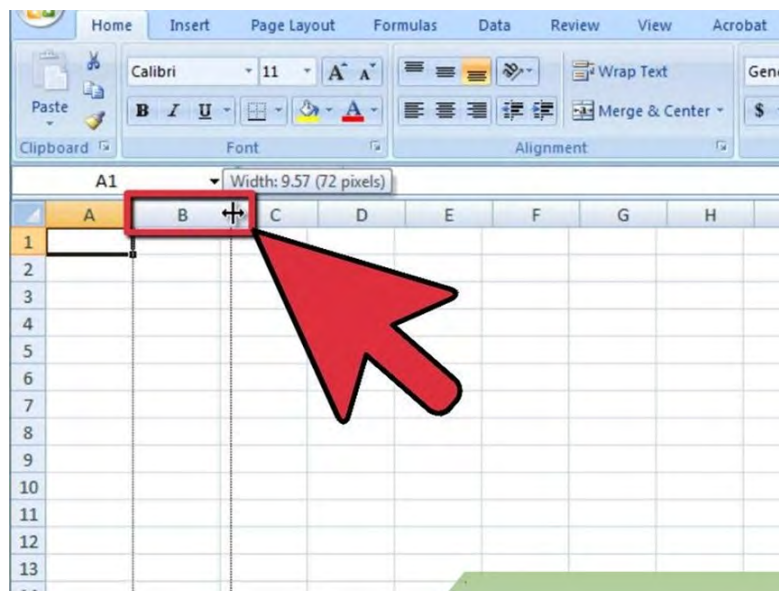 Home Insert Page Layout Formulas Data Review View Acrobat
Calibri 11 A A Wrap Text Gene
Paste B I U A Merge & Center $
Clipboard Font Alignment
A1 Width: 9.57 (72 pixels)
A B C D E F G H
1
2
3
4
5
6
7
8
9
10
11
12
13